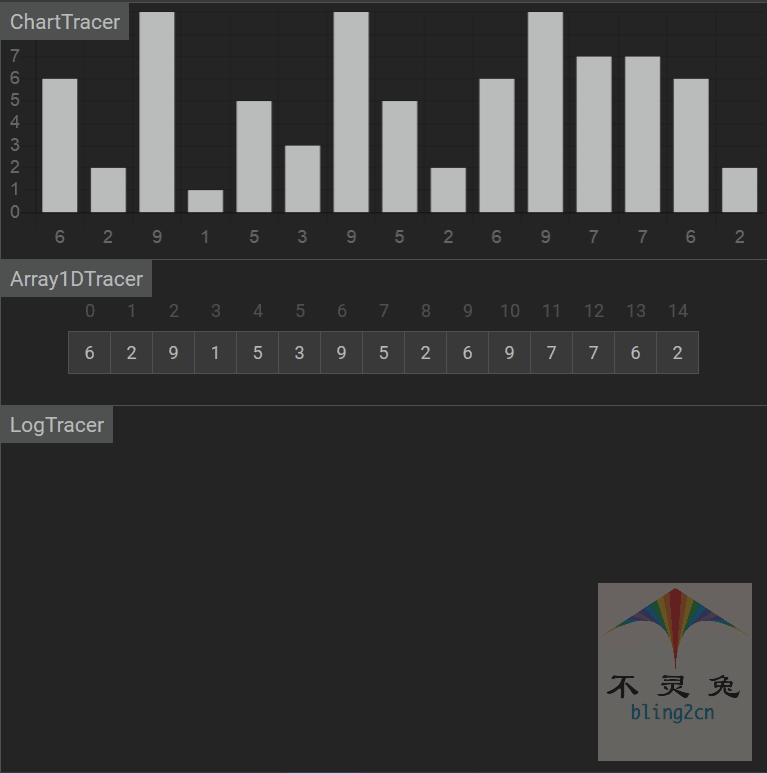 ChartTracer
7
6
5
4
3
2
1
0
6 2 9 1 5 3 9 5 2 6 9 7 7 6 2
Array1DTracer
0 1 2 3 4 5 6 7 8 9 10 11 12 13 14
6 2 9 1 5 3 9 5 2 6 9 7 7 6 2
LogTracer
不灵兔
bling2cn